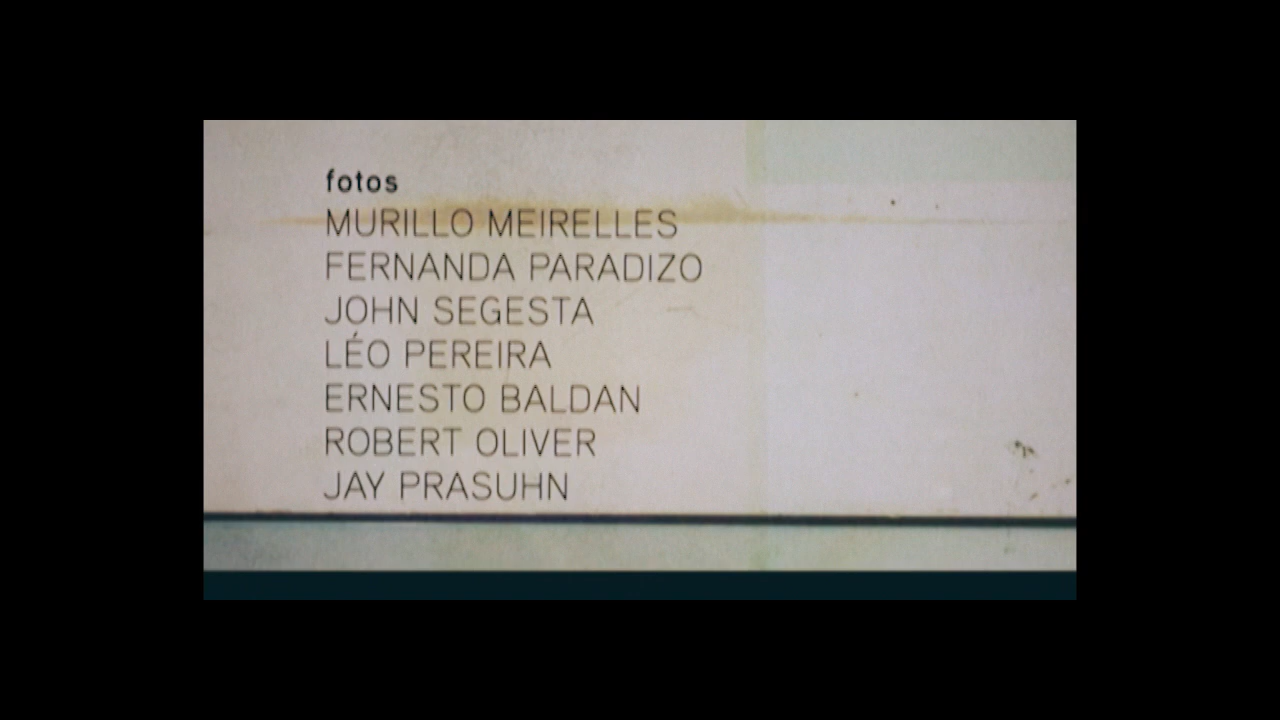 fotos
MURILLO MEIRELLES
FERNANDA PARADIZO
JOHN SEGESTA
LÉO PEREIRA
ERNESTO BALDAN
ROBERT OLIVER
JAY PRASUHN